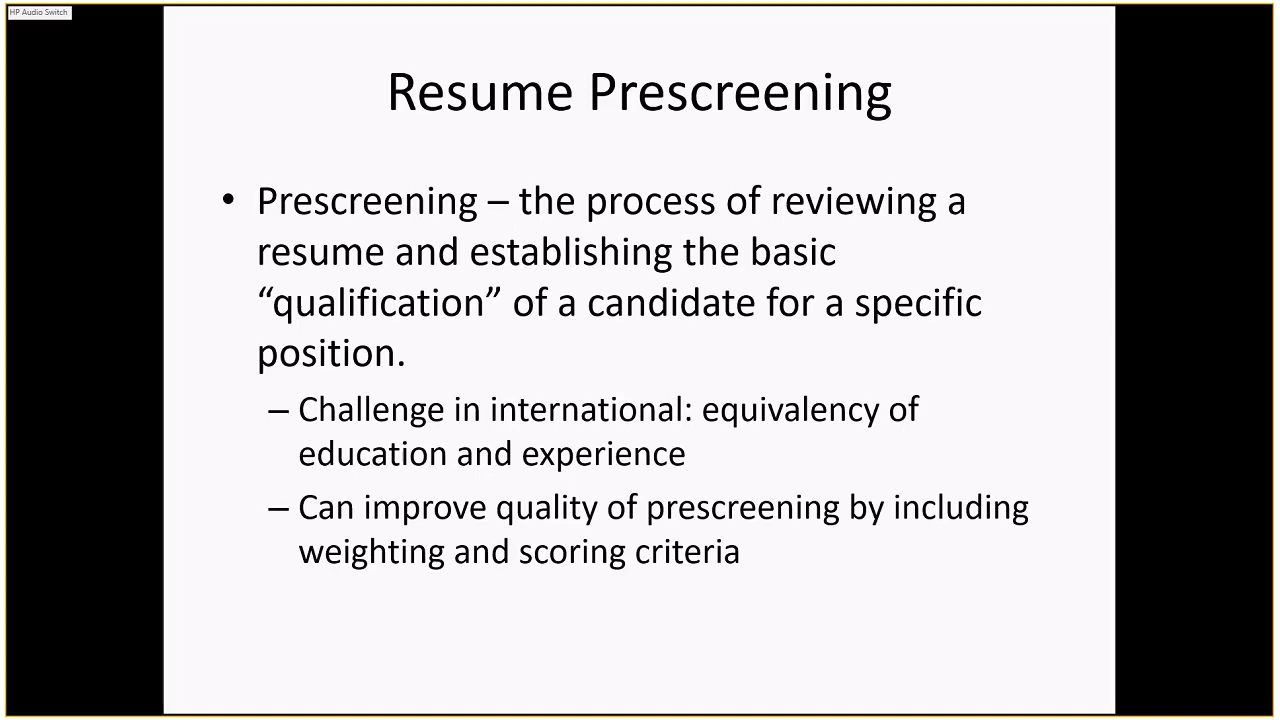 HP Audio Switch
Resume Prescreening
• Prescreening – the process of reviewing a
resume and establishing the basic
“qualification” of a candidate for a specific
position.
– Challenge in international: equivalency of
education and experience
– Can improve quality of prescreening by including
weighting and scoring criteria